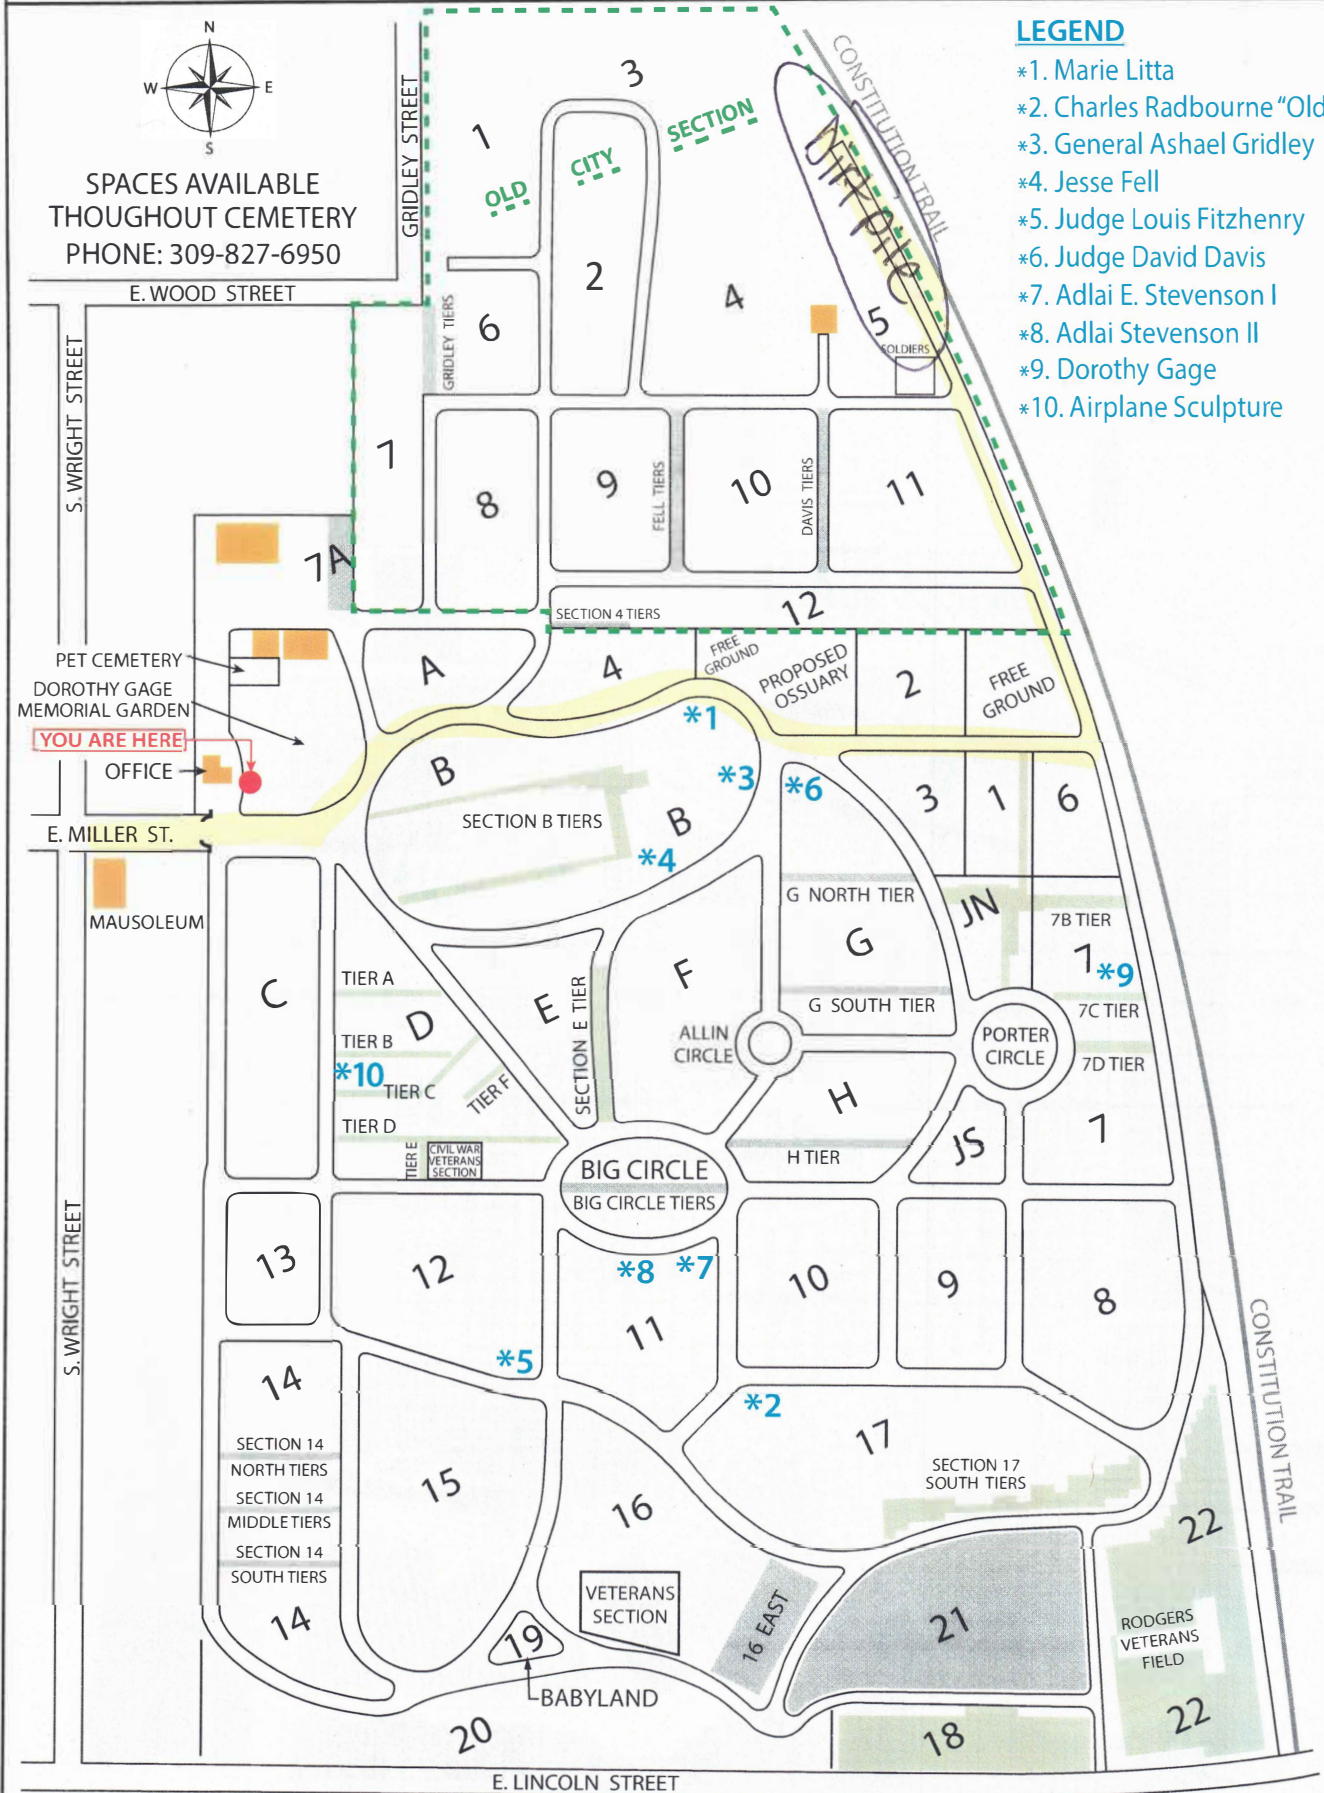 N
W E
S
SPACES AVAILABLE
THOUGHOUT CEMETERY
PHONE: 309-827-6950
LEGEND
*1. Marie Litta
*2. Charles Radbourne “Old
*3. General Ashael Gridley
*4. Jesse Fell
*5. Judge Louis Fitzhenry
*6. Judge David Davis
*7. Adlai E. Stevenson I
*8. Adlai Stevenson II
*9. Dorothy Gage
*10. Airplane Sculpture
GRIDLEY STREET
CONSTITUTION TRAIL
1
3
OLD CITY SECTION
Dirt pile
2
4
5
SOLDIERS
6
GRIDLEY TIERS
E. WOOD STREET
S. WRIGHT STREET
7
8
9
FELL TIERS
10
DAVIS TIERS
11
7A
SECTION 4 TIERS
12
PET CEMETERY
DOROTHY GAGE
MEMORIAL GARDEN
YOU ARE HERE
OFFICE
E. MILLER ST.
MAUSOLEUM
A
4
FREE
GROUND
PROPOSED
OSSUARY
2
FREE
GROUND
*1
B
*3
*6
SECTION B TIERS
B
*4
3
1
6
G NORTH TIER
JN
7B TIER
C
TIER A
D
TIER B
*10
TIER C
TIER F
TIER D
TIER E
CIVIL WAR
VETERANS
SECTION
E
SECTION E TIER
F
G
7
*9
G SOUTH TIER
7C TIER
ALLIN
CIRCLE
PORTER
CIRCLE
7D TIER
H
H TIER
JS
7
BIG CIRCLE
BIG CIRCLE TIERS
S. WRIGHT STREET
13
12
*8
*7
11
10
9
8
*5
*2
CONSTITUTION TRAIL
14
SECTION 14
NORTH TIERS
SECTION 14
MIDDLE TIERS
SECTION 14
SOUTH TIERS
14
15
16
17
SECTION 17
SOUTH TIERS
22
VETERANS
SECTION
16 EAST
21
RODGERS
VETERANS
FIELD
22
19
BABYLAND
20
18
E. LINCOLN STREET